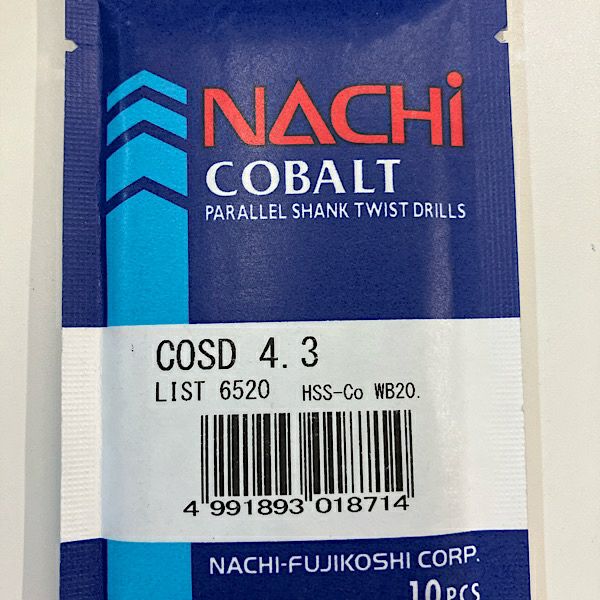 NACHi
COBALT
PARALLEL SHANK TWIST DRILLS
COSD 4.3
LIST 6520 HSS-Co WB20.
4 991893 018714
NACHI-FUJIKOSHI CORP.
10PCS